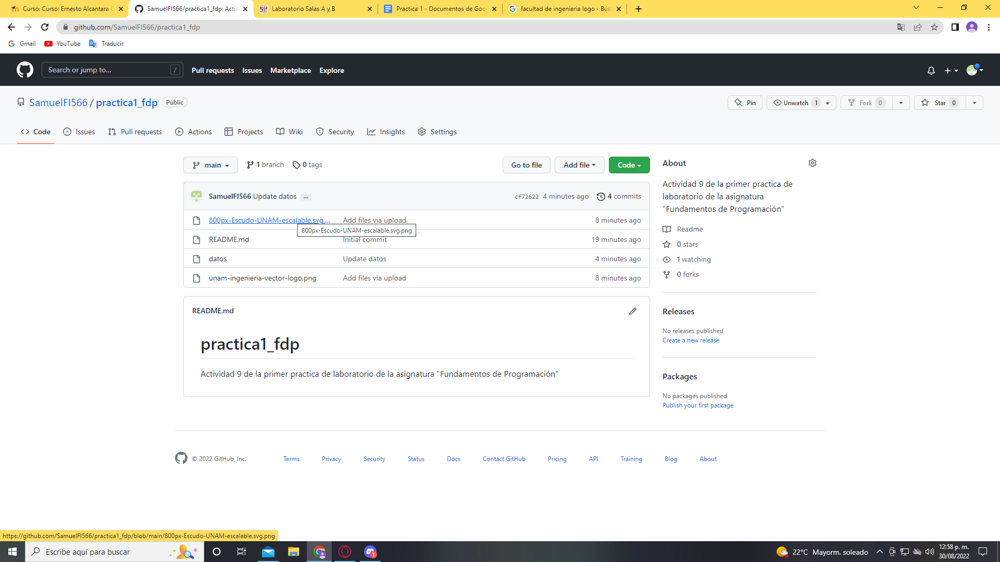 Curso: Curso: Ernesto Alcantara C
SamuelFI566/practica1_fdp: Activ
Laboratorio Salas A y B
Practica 1 - Documentos de Goo
facultad de ingenieria logo - Bús
github.com/SamuelFI566/practica1_fdp
Gmail
YouTube
Traducir
Search or jump to...
/
Pull requests
Issues
Marketplace
Explore
SamuelFI566 / practica1_fdp
Public
Pin
Unwatch 1
Fork 0
Star 0
Code
Issues
Pull requests
Actions
Projects
Wiki
Security
Insights
Settings
main
1 branch
0 tags
Go to file
Add file
Code
SamuelFI566 Update datos ...
cf72622 4 minutes ago
4 commits
800px-Escudo-UNAM-escalable.svg.... Add files via upload 8 minutes ago
800px-Escudo-UNAM-escalable.svg.png
README.md Initial commit 19 minutes ago
datos Update datos 4 minutes ago
unam-ingenieria-vector-logo.png Add files via upload 8 minutes ago
README.md
practica1_fdp
Actividad 9 de la primer practica de laboratorio de la asignatura "Fundamentos de Programación"
About
Actividad 9 de la primer practica de
laboratorio de la asignatura
"Fundamentos de Programación"
Readme
0 stars
1 watching
0 forks
Releases
No releases published
Create a new release
Packages
No packages published
Publish your first package
© 2022 GitHub, Inc.
Terms
Privacy
Security
Status
Docs
Contact GitHub
Pricing
API
Training
Blog
About
https://github.com/SamuelFI566/practica1_fdp/blob/main/800px-Escudo-UNAM-escalable.svg.png
Escribe aquí para buscar
1
22°C Mayorm. soleado
12:58 p. m.
30/08/2022